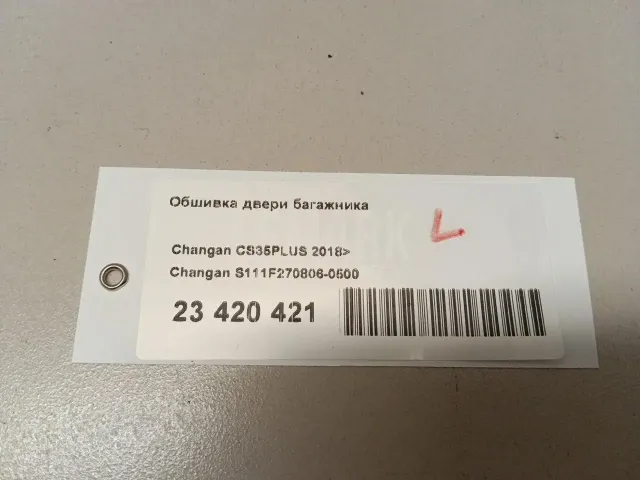 Обшивка двери багажника
L
Changan CS35PLUS 2018>
Changan S111F270806-0500
23 420 421